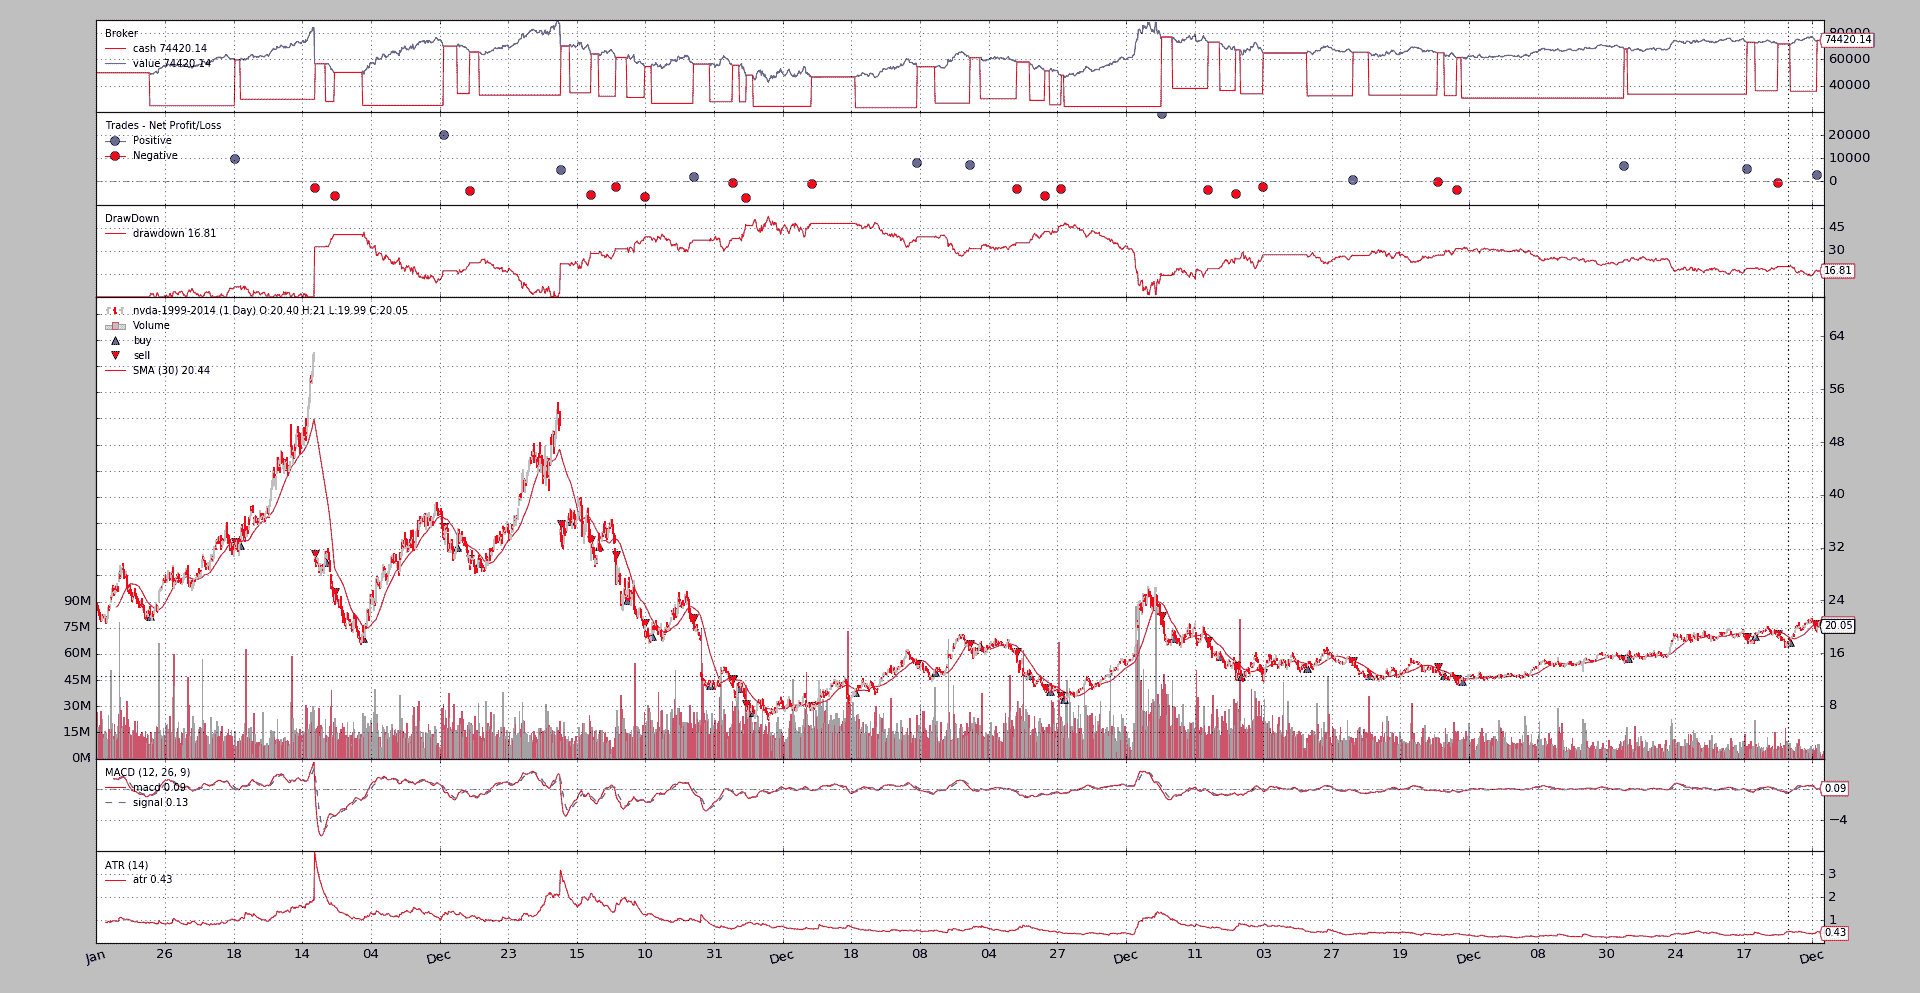 Broker
cash 74420.14
value 74420.14
80000
74420.14
60000
40000
Trades - Net Profit/Loss
Positive
Negative
20000
10000
0
DrawDown
drawdown 16.81
45
30
16.81
nvda-1999-2014 (1 Day) O:20.40 H:21 L:19.99 C:20.05
Volume
buy
sell
SMA (30) 20.44
64
56
48
40
32
24
20.05
16
8
90M
75M
60M
45M
30M
15M
0M
MACD (12, 26, 9)
macd 0.09
signal 0.13
0.09
−4
ATR (14)
atr 0.43
3
2
1
0.43
Jan 26 18 14 04 Dec 23 15 10 31 Dec 18 08 04 27 Dec 11 03 27 19 Dec 08 30 24 17 Dec